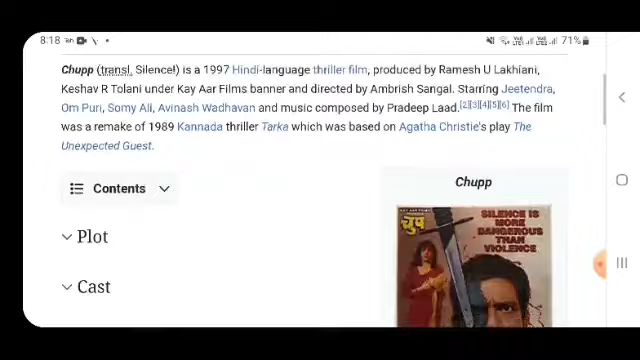 8:18
71%
Chupp (transl. Silence!) is a 1997 Hindi-language thriller film, produced by Ramesh U Lakhiani,
Keshav R Tolani under Kay Aar Films banner and directed by Ambrish Sangal. Starring Jeetendra,
Om Puri, Somy Ali, Avinash Wadhavan and music composed by Pradeep Laad.[2][3][4][5][6] The film
was a remake of 1989 Kannada thriller Tarka which was based on Agatha Christie's play The
Unexpected Guest.
Contents
Chupp
चुप
SILENCE IS
MORE
DANGEROUS
THAN
VIOLENCE
Plot
Cast